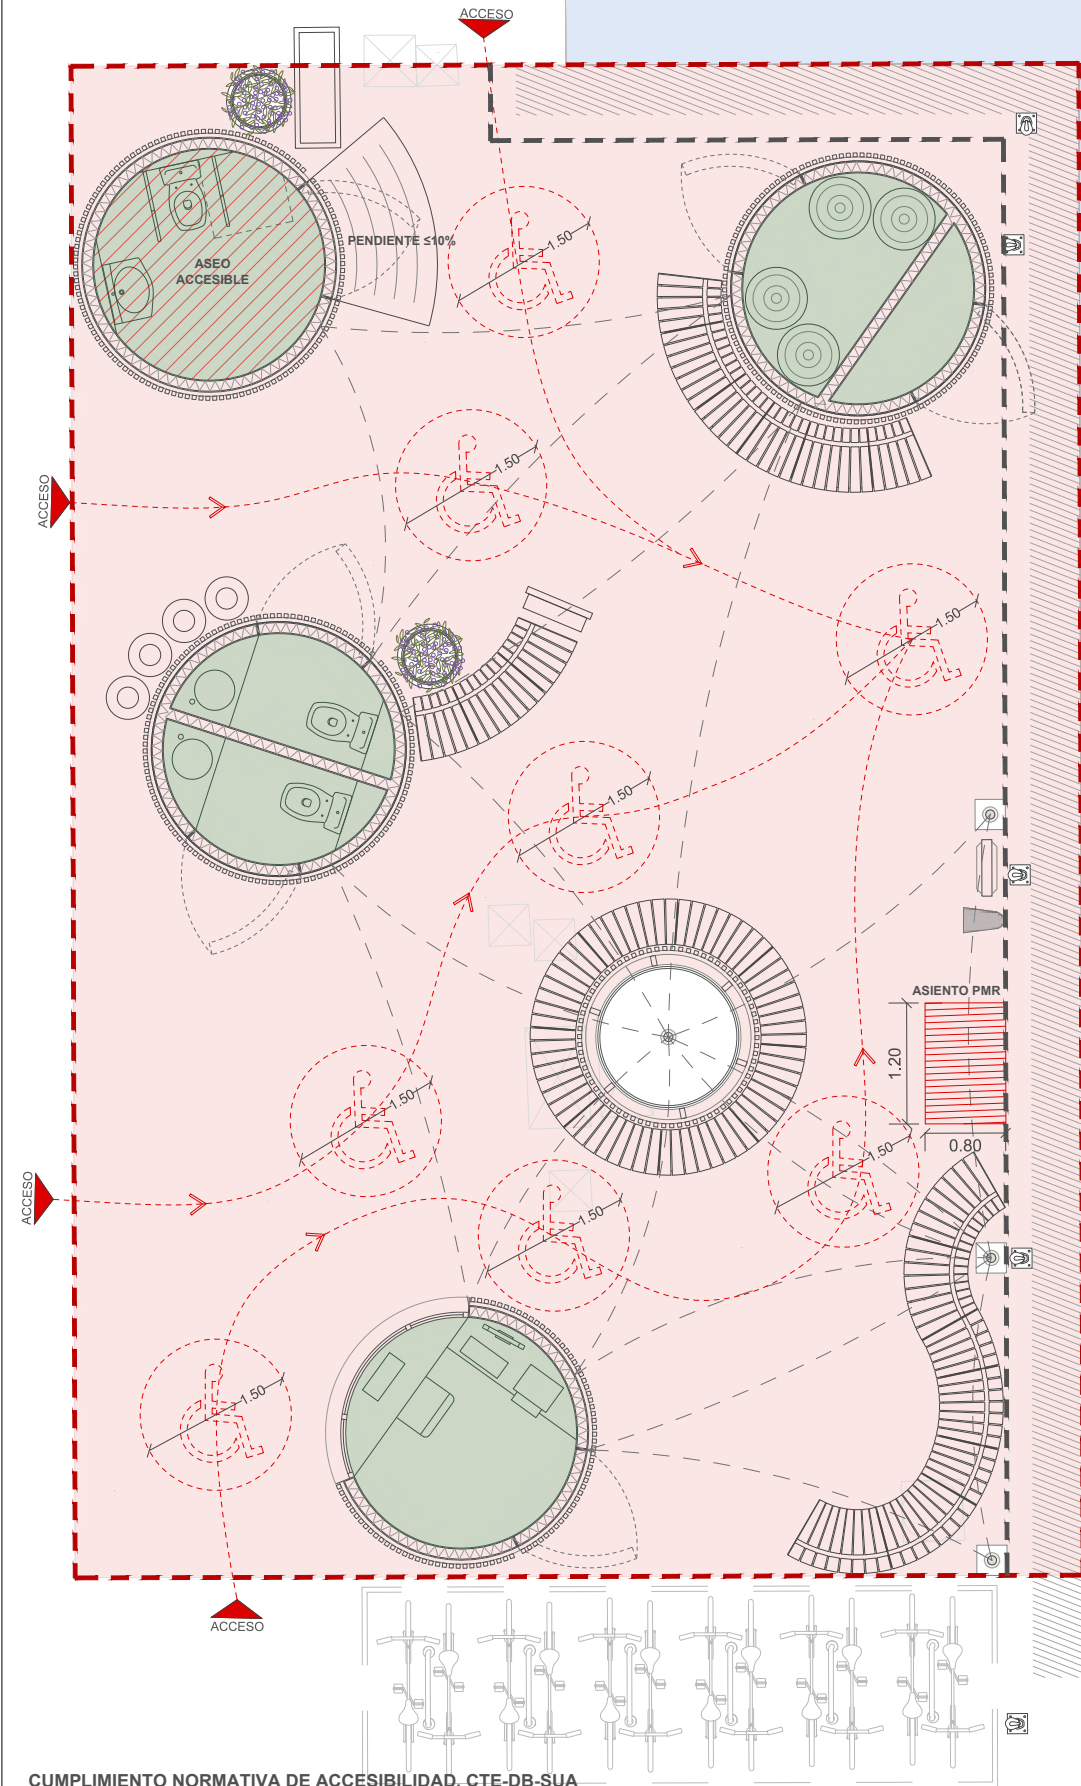 ACCESO
PENDIENTE ≤10%
1.50
ASEO
ACCESIBLE
1.50
ACCESO
1.50
1.50
ASIENTO PMR
1.20
1.50
0.80
1.50
ACCESO
1.50
1.50
ACCESO
CUMPLIMIENTO NORMATIVA DE ACCESIBILIDAD. CTE-DB-SUA